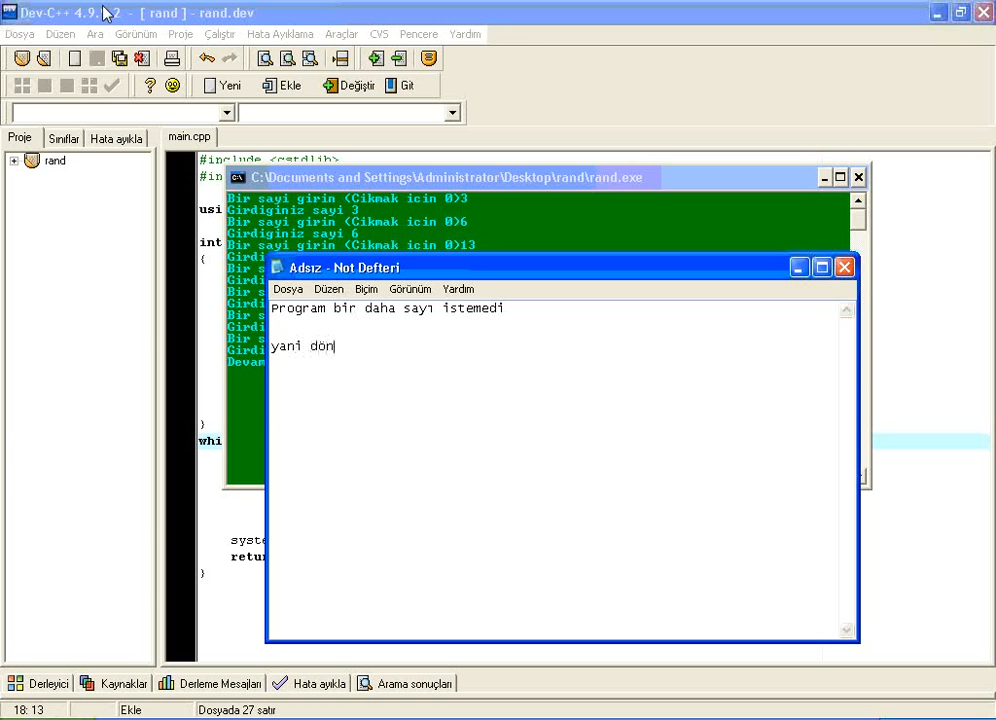 Dev-C++ 4.9. 2 - [ rand ] - rand.dev
Dosya Düzen Ara Görünüm Proje Çalıştır Hata Ayıklama Araçlar CVS Pencere Yardım
Yeni Ekle Değiştir Git
Proje Sınıflar Hata ayıkla main.cpp
rand
#include <cstdlib>
#in
usi
int
{
}
whi
syste
retur
}
C:\Documents and Settings\Administrator\Desktop\rand\rand.exe
Bir sayi girin (Cikmak icin 0)3
Girdiginiz sayi 3
Bir sayi girin (Cikmak icin 0)6
Girdiginiz sayi 6
Bir sayi girin (Cikmak icin 0)13
Girdi
Bir s
Girdi
Bir s
Girdi
Bir s
Girdi
Bir s
Girdi
Devam
Adsız - Not Defteri
Dosya Düzen Biçim Görünüm Yardım
Program bir daha sayı istemedi
yani dön
Derleyici Kaynaklar Derleme Mesajları Hata ayıkla Arama sonuçları
18: 13 Ekle Dosyada 27 satır